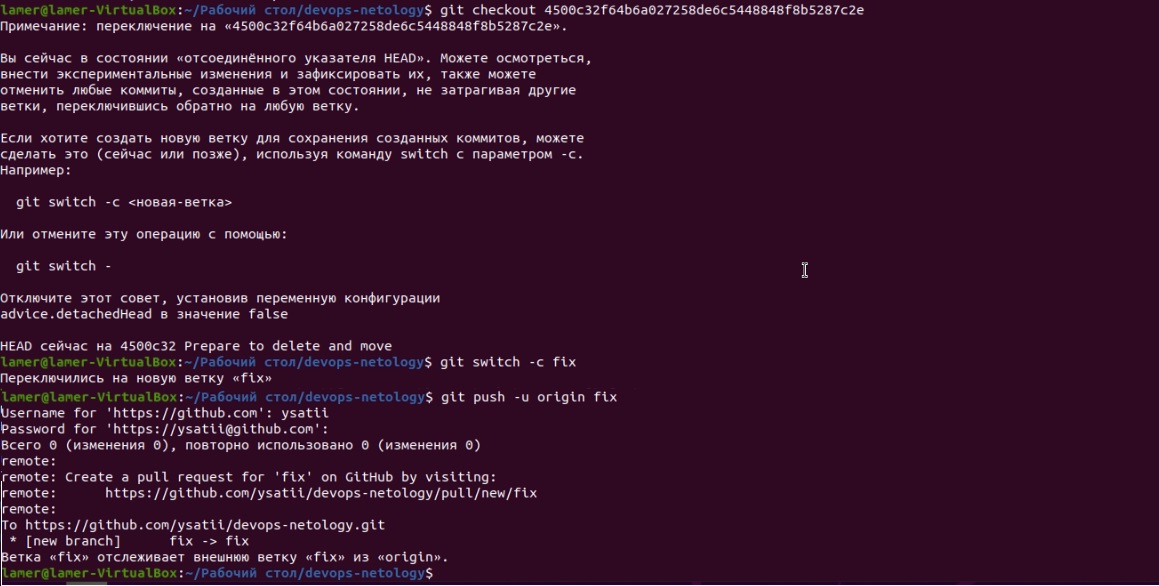 lamer@lamer-VirtualBox:~/Рабочий стол/devops-netology$ git checkout 4500c32f64b6a027258de6c5448848f8b5287c2e
Примечание: переключение на «4500c32f64b6a027258de6c5448848f8b5287c2e».
Вы сейчас в состоянии «отсоединённого указателя HEAD». Можете осмотреться,
внести экспериментальные изменения и зафиксировать их, также можете
отменить любые коммиты, созданные в этом состоянии, не затрагивая другие
ветки, переключившись обратно на любую ветку.
Если хотите создать новую ветку для сохранения созданных коммитов, можете
сделать это (сейчас или позже), используя команду switch с параметром -c.
Например:
git switch -c <новая-ветка>
Или отмените эту операцию с помощью:
git switch -
Отключите этот совет, установив переменную конфигурации
advice.detachedHead в значение false
HEAD сейчас на 4500c32 Prepare to delete and move
lamer@lamer-VirtualBox:~/Рабочий стол/devops-netology$ git switch -c fix
Переключились на новую ветку «fix»
lamer@lamer-VirtualBox:~/Рабочий стол/devops-netology$ git push -u origin fix
Username for 'https://github.com': ysatii
Password for 'https://ysatii@github.com':
Всего 0 (изменения 0), повторно использовано 0 (изменения 0)
remote:
remote: Create a pull request for 'fix' on GitHub by visiting:
remote:      https://github.com/ysatii/devops-netology/pull/new/fix
remote:
To https://github.com/ysatii/devops-netology.git
* [new branch]      fix -> fix
Ветка «fix» отслеживает внешнюю ветку «fix» из «origin».
lamer@lamer-VirtualBox:~/Рабочий стол/devops-netology$